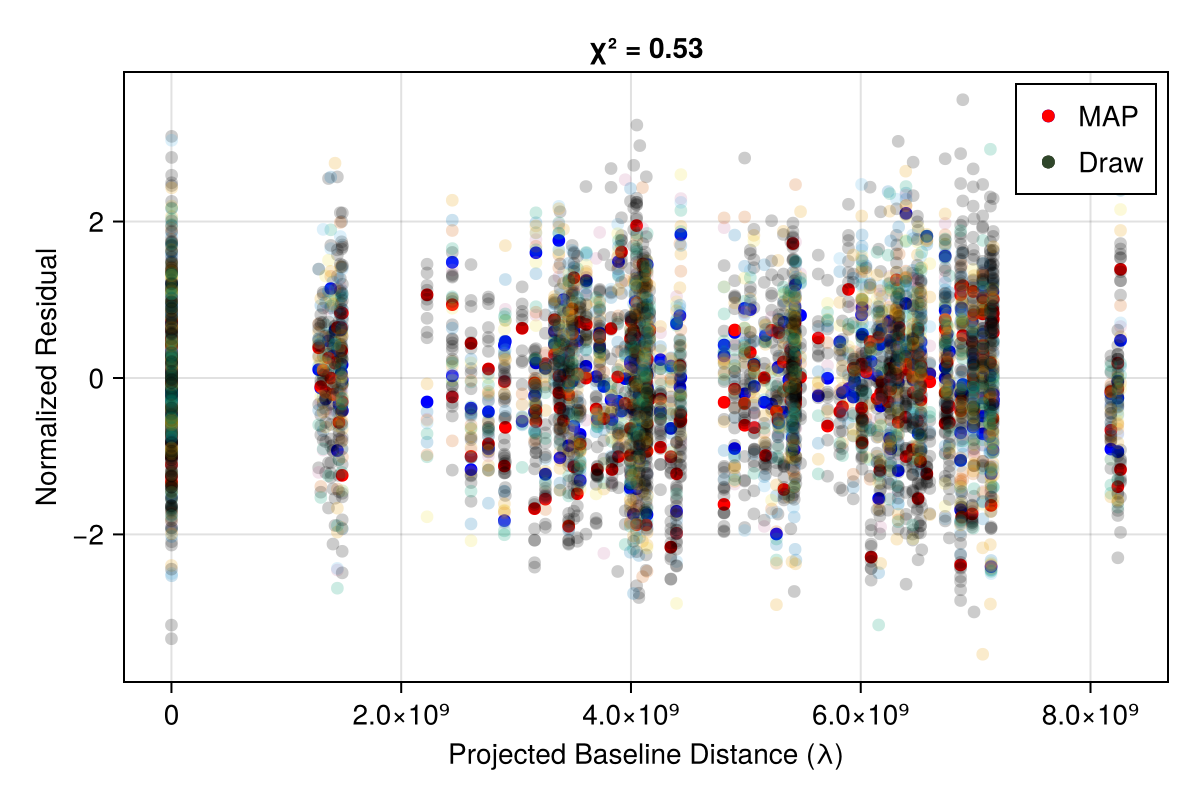 χ² = 0.53
MAP
Draw
Normalized Residual
2
0
−2
0
2.0×10⁹
4.0×10⁹
6.0×10⁹
8.0×10⁹
Projected Baseline Distance (λ)